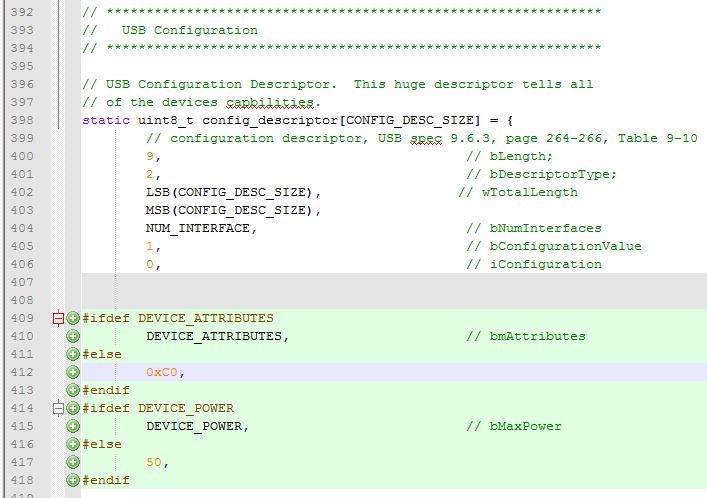 392 // **************************************************************
393 //   USB Configuration
394 // **************************************************************
395
396 // USB Configuration Descriptor.  This huge descriptor tells all
397 // of the devices capbilities.
398 static uint8_t config_descriptor[CONFIG_DESC_SIZE] = {
399         // configuration descriptor, USB spec 9.6.3, page 264-266, Table 9-10
400         9,                                      // bLength;
401         2,                                      // bDescriptorType;
402         LSB(CONFIG_DESC_SIZE),                 // wTotalLength
403         MSB(CONFIG_DESC_SIZE),
404         NUM_INTERFACE,                          // bNumInterfaces
405         1,                                      // bConfigurationValue
406         0,                                      // iConfiguration
407
408
409 #ifdef DEVICE_ATTRIBUTES
410         DEVICE_ATTRIBUTES,                      // bmAttributes
411 #else
412         0xC0,
413 #endif
414 #ifdef DEVICE_POWER
415         DEVICE_POWER,                           // bMaxPower
416 #else
417         50,
418 #endif